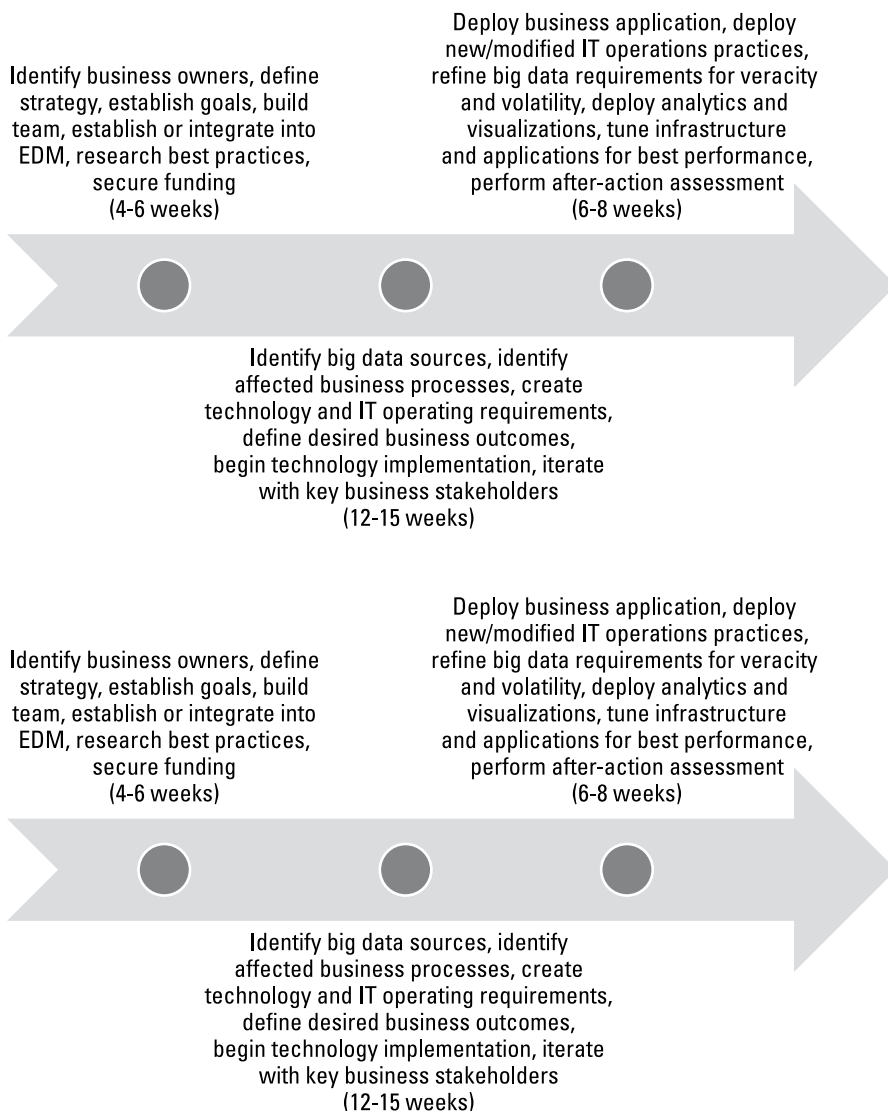 Identify business owners, define
strategy, establish goals, build
team, establish or integrate into
EDM, research best practices,
secure funding
(4-6 weeks)
Deploy business application, deploy
new/modified IT operations practices,
refine big data requirements for veracity
and volatility, deploy analytics and
visualizations, tune infrastructure
and applications for best performance,
perform after-action assessment
(6-8 weeks)
Identify big data sources, identify
affected business processes, create
technology and IT operating requirements,
define desired business outcomes,
begin technology implementation, iterate
with key business stakeholders
(12-15 weeks)
Identify business owners, define
strategy, establish goals, build
team, establish or integrate into
EDM, research best practices,
secure funding
(4-6 weeks)
Deploy business application, deploy
new/modified IT operations practices,
refine big data requirements for veracity
and volatility, deploy analytics and
visualizations, tune infrastructure
and applications for best performance,
perform after-action assessment
(6-8 weeks)
Identify big data sources, identify
affected business processes, create
technology and IT operating requirements,
define desired business outcomes,
begin technology implementation, iterate
with key business stakeholders
(12-15 weeks)